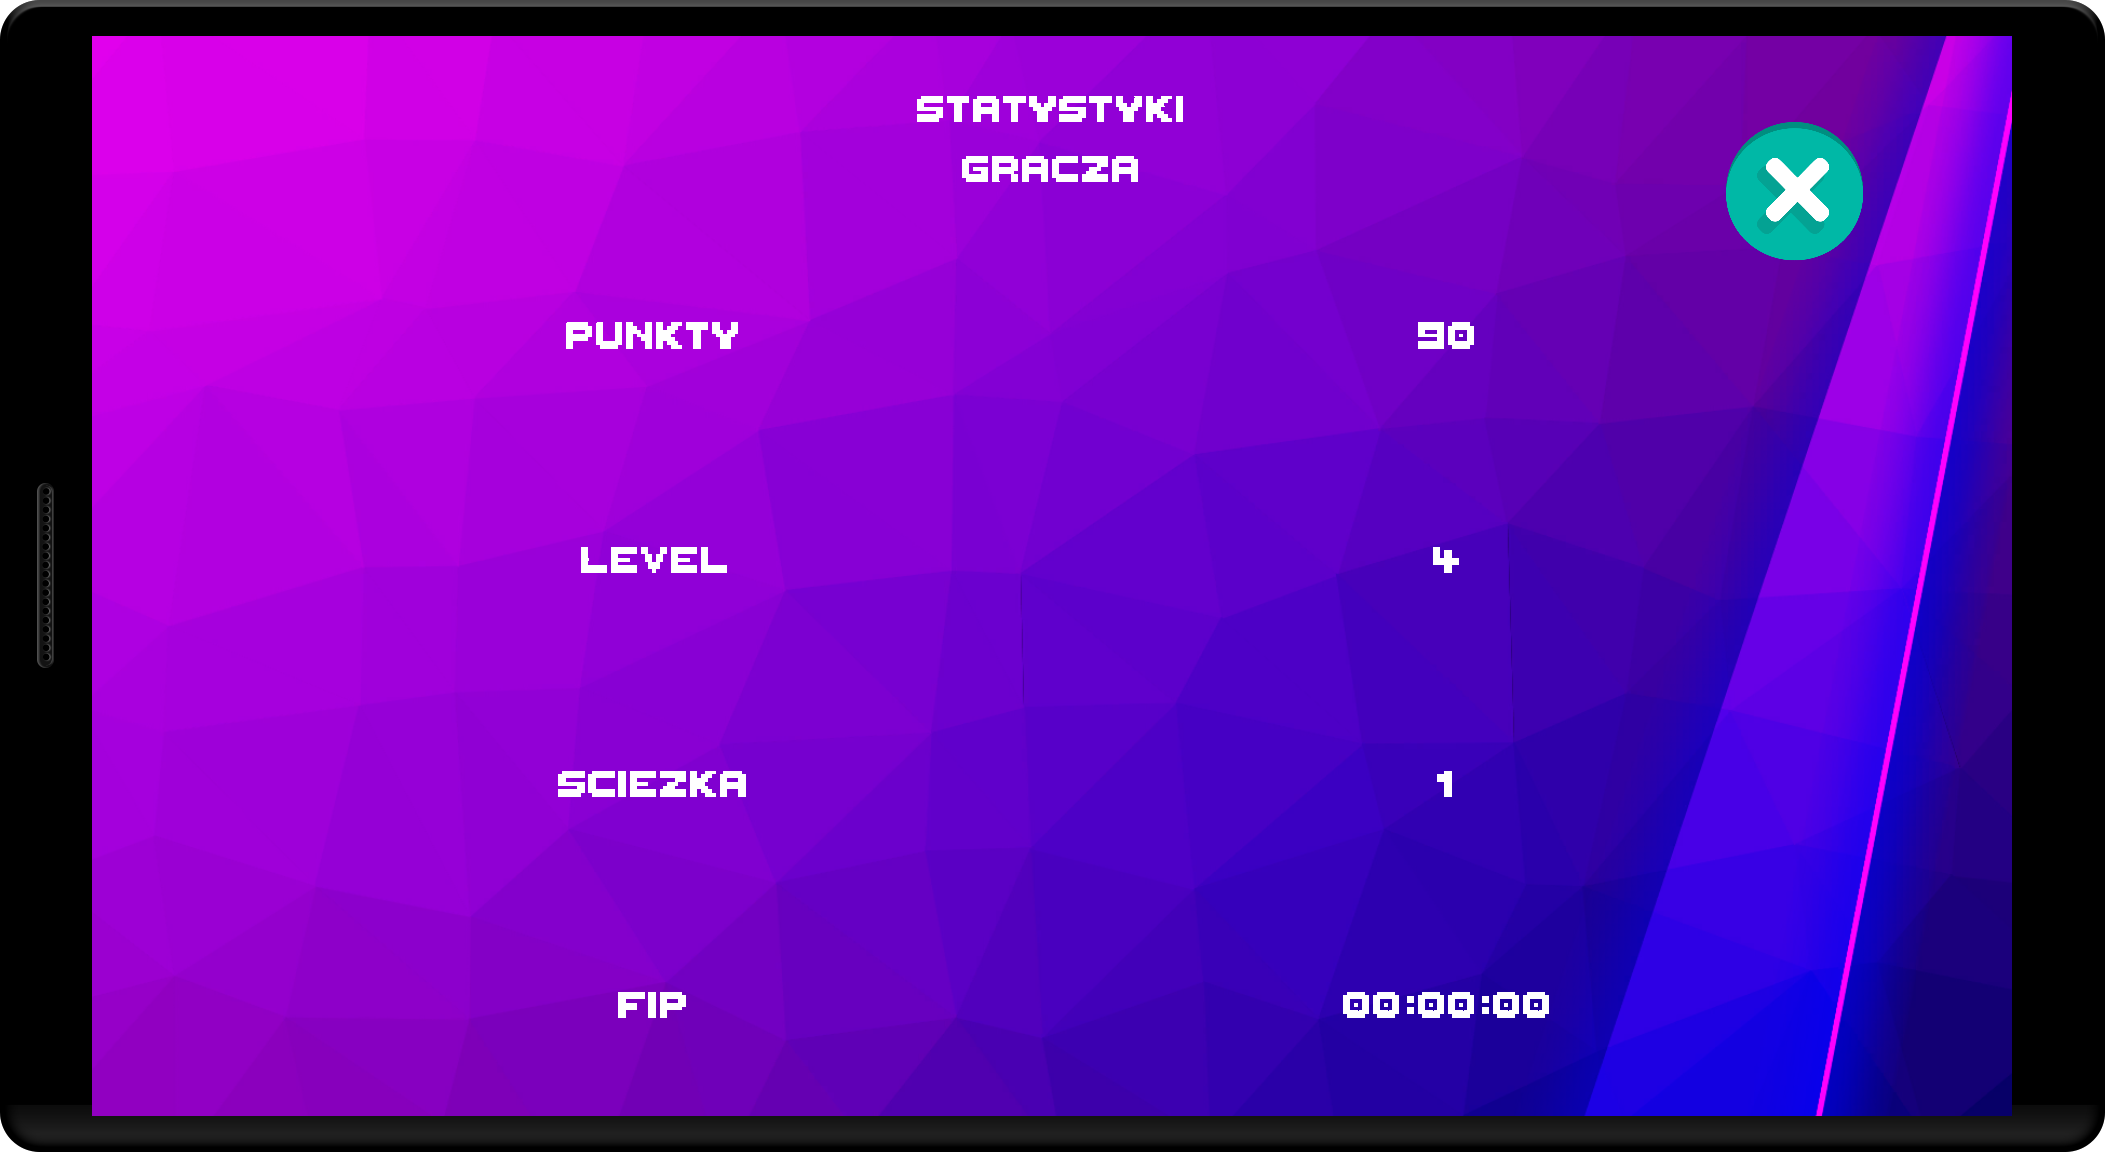 STATYSTYKI
GRACZA
PUNKTY 90
LEVEL 4
SCIEZKA 1
FIP 00:00:00